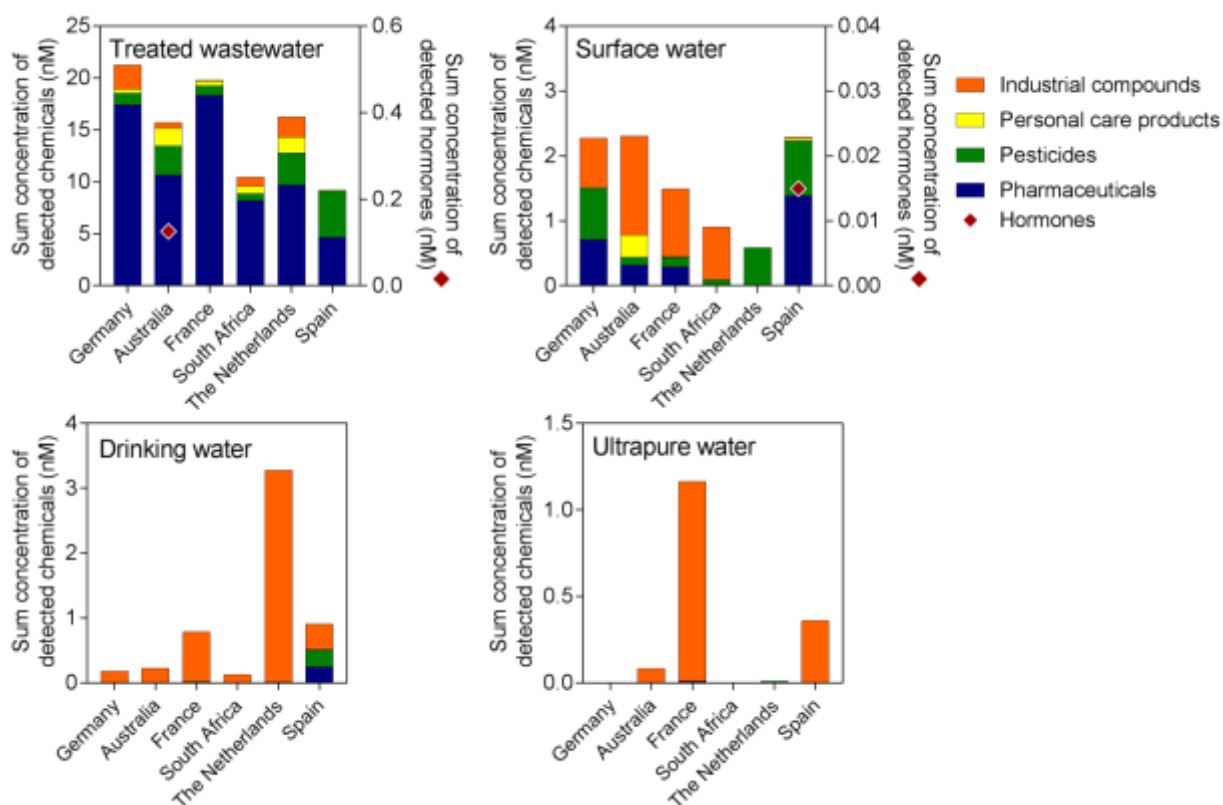 Treated wastewater
Sum concentration of
detected chemicals (nM)
25
20
15
10
5
0
0.6
0.4
0.2
0.0
Sum concentration of
detected hormones (nM)
Germany
Australia
France
South Africa
The Netherlands
Spain
Surface water
Sum concentration of
detected chemicals (nM)
4
3
2
1
0
0.04
0.03
0.02
0.01
0.00
Sum concentration of
detected hormones (nM)
Germany
Australia
France
South Africa
The Netherlands
Spain
Industrial compounds
Personal care products
Pesticides
Pharmaceuticals
Hormones
Drinking water
Sum concentration of
detected chemicals (nM)
4
3
2
1
0
Germany
Australia
France
South Africa
The Netherlands
Spain
Ultrapure water
Sum concentration of
detected chemicals (nM)
1.5
1.0
0.5
0.0
Germany
Australia
France
South Africa
The Netherlands
Spain